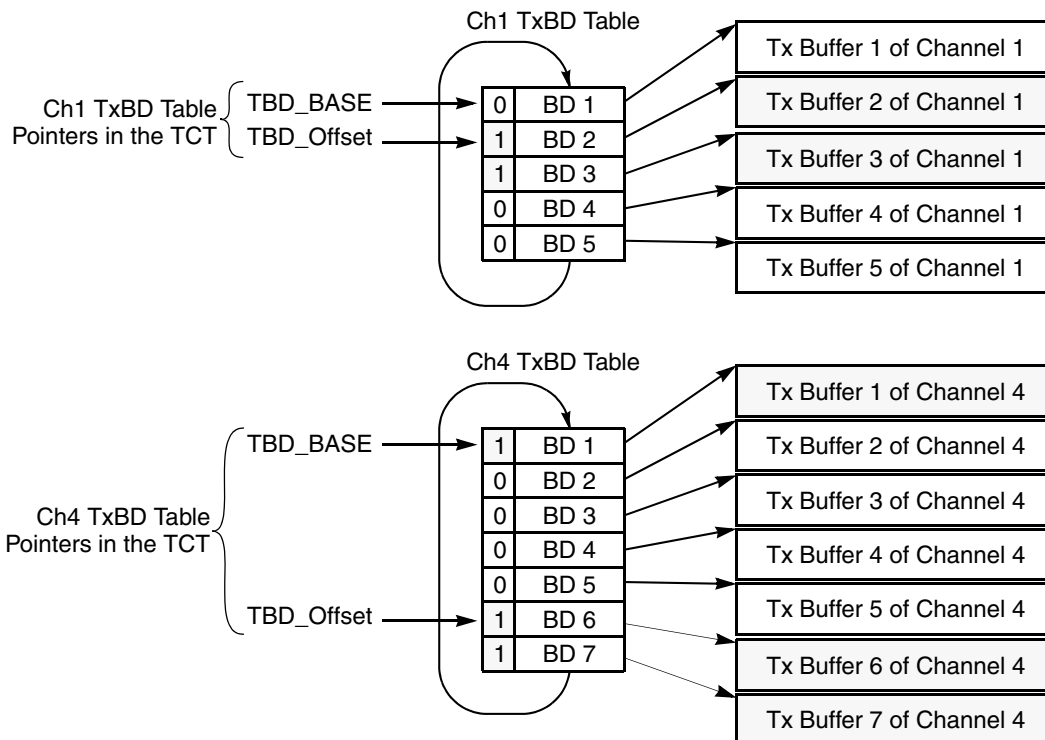 Ch1 TxBD Table
Ch1 TxBD Table
Pointers in the TCT
TBD_BASE
TBD_Offset
0 BD 1
1 BD 2
1 BD 3
0 BD 4
0 BD 5
Tx Buffer 1 of Channel 1
Tx Buffer 2 of Channel 1
Tx Buffer 3 of Channel 1
Tx Buffer 4 of Channel 1
Tx Buffer 5 of Channel 1
Ch4 TxBD Table
Ch4 TxBD Table
Pointers in the TCT
TBD_BASE
TBD_Offset
1 BD 1
0 BD 2
0 BD 3
0 BD 4
0 BD 5
1 BD 6
1 BD 7
Tx Buffer 1 of Channel 4
Tx Buffer 2 of Channel 4
Tx Buffer 3 of Channel 4
Tx Buffer 4 of Channel 4
Tx Buffer 5 of Channel 4
Tx Buffer 6 of Channel 4
Tx Buffer 7 of Channel 4